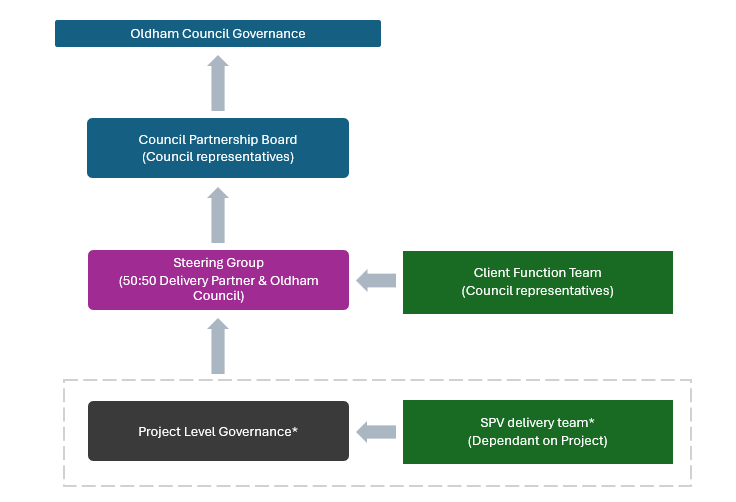 Oldham Council Governance
Council Partnership Board
(Council representatives)
Steering Group
(50:50 Delivery Partner & Oldham
Council)
Client Function Team
(Council representatives)
Project Level Governance*
SPV delivery team*
(Dependant on Project)